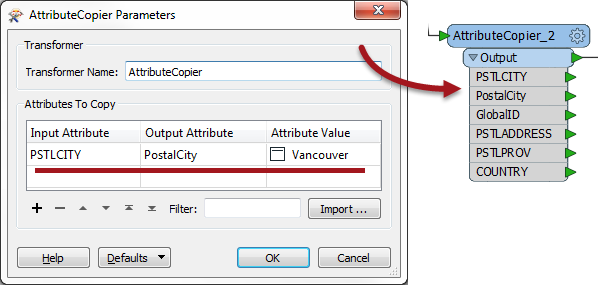 AttributeCopier Parameters
Transformer
Transformer Name: AttributeCopier
Attributes To Copy
Input Attribute Output Attribute Attribute Value
PSTLCITY PostalCity Vancouver
Filter: Import ...
Help Defaults OK Cancel
AttributeCopier_2
Output
PSTLCITY
PostalCity
GlobalID
PSTLADDRESS
PSTLPROV
COUNTRY